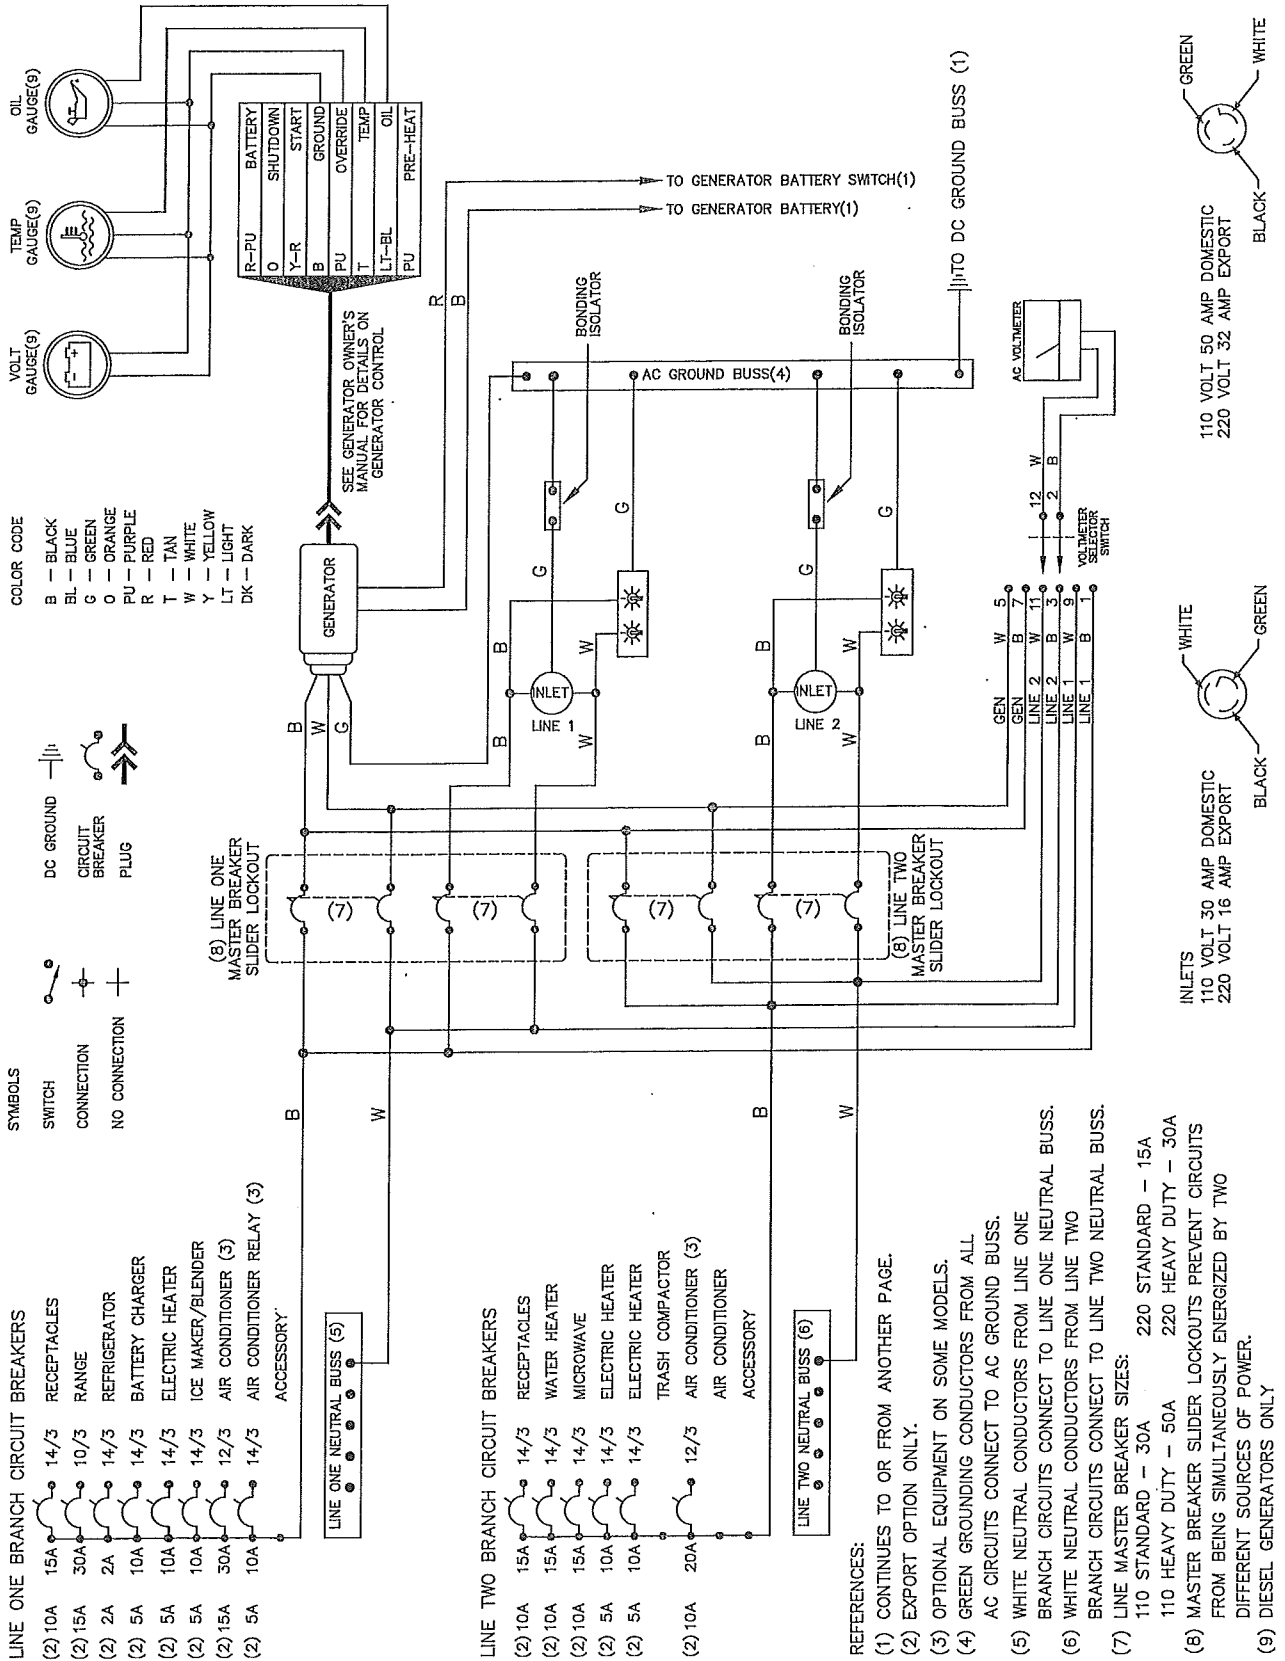 LINE ONE BRANCH CIRCUIT BREAKERS
(2) 10A 15A 14/3 RECEPTACLES
(2) 15A 30A 10/3 RANGE
(2) 2A 2A 14/3 REFRIGERATOR
(2) 5A 10A 14/3 BATTERY CHARGER
(2) 5A 10A 14/3 ELECTRIC HEATER
(2) 5A 10A 14/3 ICE MAKER/BLENDER
(2) 15A 30A 12/3 AIR CONDITIONER (3)
(2) 5A 10A 14/3 AIR CONDITIONER RELAY (3)
ACCESSORY
LINE ONE NEUTRAL BUSS (5)
LINE TWO BRANCH CIRCUIT BREAKERS
(2) 10A 15A 14/3 RECEPTACLES
(2) 10A 15A 14/3 WATER HEATER
(2) 10A 15A 14/3 MICROWAVE
(2) 5A 10A 14/3 ELECTRIC HEATER
(2) 5A 10A 14/3 ELECTRIC HEATER
TRASH COMPACTOR
(2) 10A 20A 12/3 AIR CONDITIONER (3)
AIR CONDITIONER
ACCESSORY
LINE TWO NEUTRAL BUSS (6)
REFERENCES:
(1) CONTINUES TO OR FROM ANOTHER PAGE.
(2) EXPORT OPTION ONLY.
(3) OPTIONAL EQUIPMENT ON SOME MODELS.
(4) GREEN GROUNDING CONDUCTORS FROM ALL
AC CIRCUITS CONNECT TO AC GROUND BUSS.
(5) WHITE NEUTRAL CONDUCTORS FROM LINE ONE
BRANCH CIRCUITS CONNECT TO LINE ONE NEUTRAL BUSS.
(6) WHITE NEUTRAL CONDUCTORS FROM LINE TWO
BRANCH CIRCUITS CONNECT TO LINE TWO NEUTRAL BUSS.
(7) LINE MASTER BREAKER SIZES:
110 STANDARD – 30A 220 STANDARD – 15A
110 HEAVY DUTY – 50A 220 HEAVY DUTY – 30A
(8) MASTER BREAKER SLIDER LOCKOUTS PREVENT CIRCUITS
FROM BEING SIMULTANEOUSLY ENERGIZED BY TWO
DIFFERENT SOURCES OF POWER.
(9) DIESEL GENERATORS ONLY
SYMBOLS
SWITCH
CONNECTION
NO CONNECTION
DC GROUND
CIRCUIT
BREAKER
PLUG
COLOR CODE
B – BLACK
BL – BLUE
G – GREEN
O – ORANGE
PU – PURPLE
R – RED
T – TAN
W – WHITE
Y – YELLOW
LT – LIGHT
DK – DARK
VOLT
GAUGE(9)
TEMP
GAUGE(9)
OIL
GAUGE(9)
R–PU BATTERY
O SHUTDOWN
Y–R START
B GROUND
PU OVERRIDE
T TEMP
LT–BL OIL
PU PRE–HEAT
SEE GENERATOR OWNER'S
MANUAL FOR DETAILS ON
GENERATOR CONTROL
GENERATOR
B
W
G
R
B
TO GENERATOR BATTERY SWITCH(1)
TO GENERATOR BATTERY(1)
(8) LINE ONE
MASTER BREAKER
SLIDER LOCKOUT
(7)
(7)
(7)
(7)
(8) LINE TWO
MASTER BREAKER
SLIDER LOCKOUT
B
W
B
W
B
B
W
W
INLET
LINE 1
G
G
BONDING
ISOLATOR
AC GROUND BUSS(4)
TO DC GROUND BUSS (1)
B
B
W
W
INLET
LINE 2
G
G
BONDING
ISOLATOR
GEN W 5
GEN B 7
LINE 2 W 11
LINE 2 B 3
LINE 1 W 9
LINE 1 B 1
VOLTMETER
SELECTOR
SWITCH
12 W
2 B
AC VOLTMETER
INLETS
110 VOLT 30 AMP DOMESTIC
220 VOLT 16 AMP EXPORT
BLACK
WHITE
GREEN
110 VOLT 50 AMP DOMESTIC
220 VOLT 32 AMP EXPORT
BLACK
GREEN
WHITE